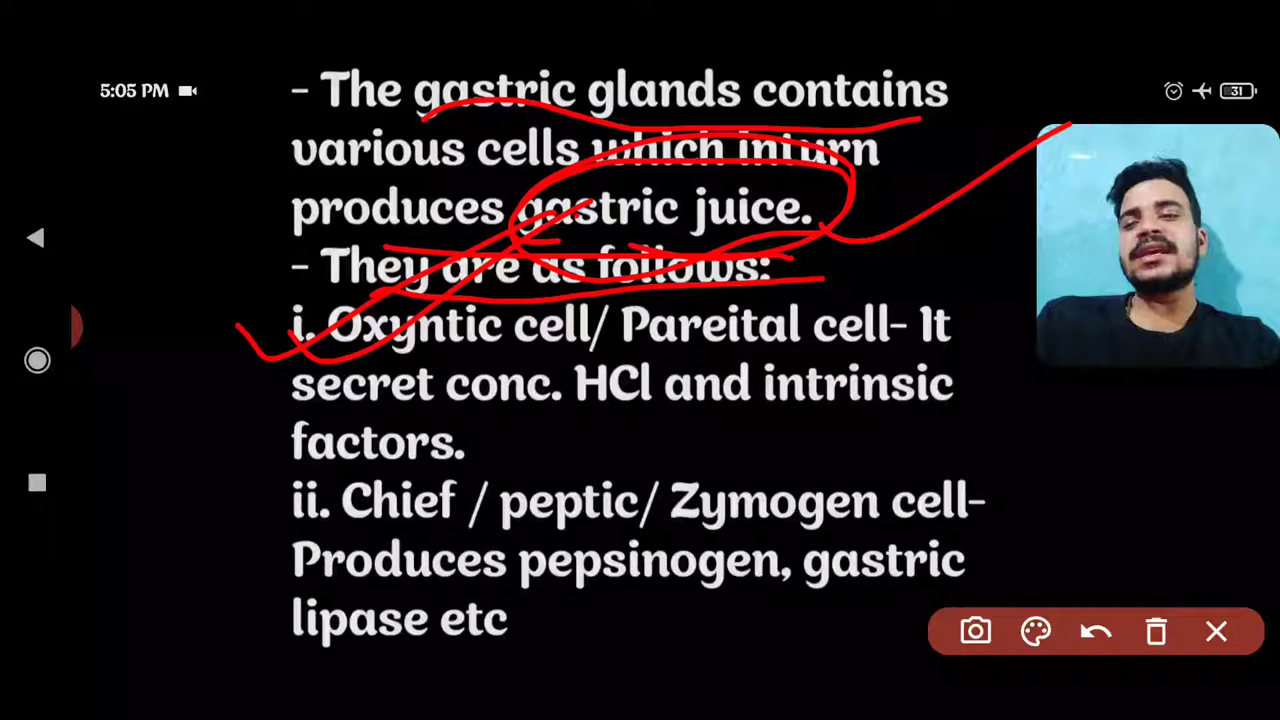 5:05 PM
31
- The gastric glands contains
various cells which inturn
produces gastric juice.
- They are as follows:
i. Oxyntic cell/ Pareital cell- It
secret conc. HCl and intrinsic
factors.
ii. Chief / peptic/ Zymogen cell-
Produces pepsinogen, gastric
lipase etc